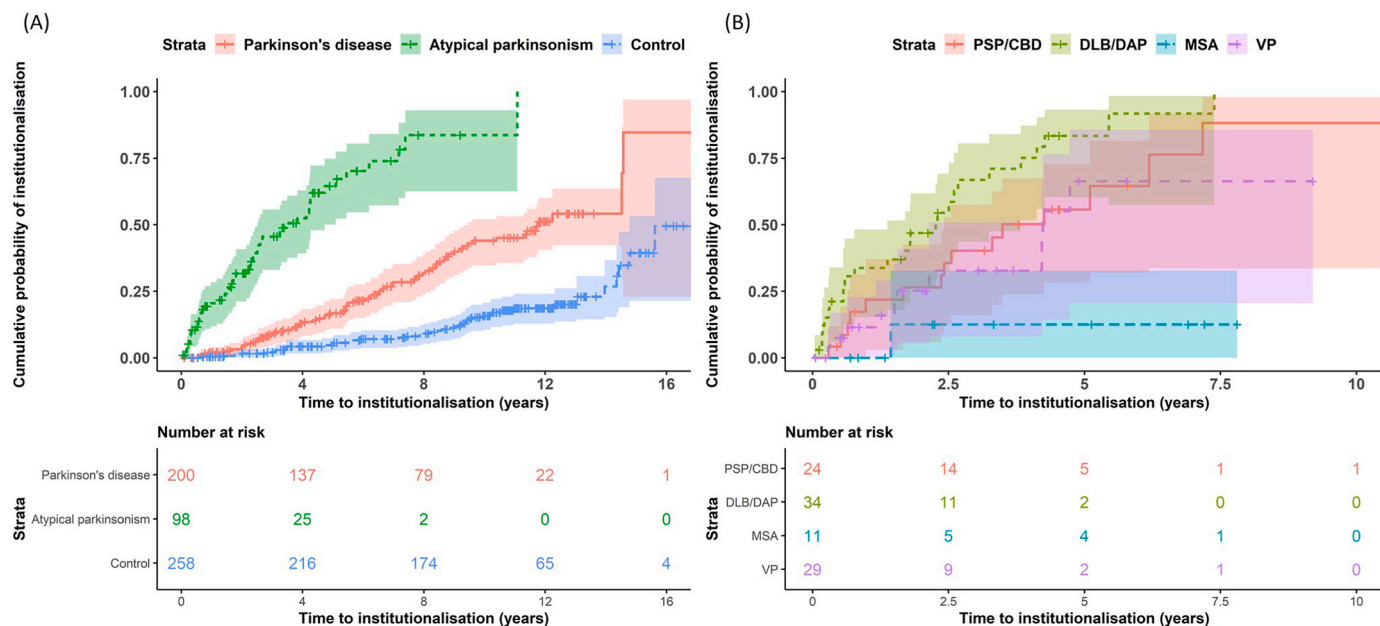 (A)
Strata Parkinson's disease Atypical parkinsonism Control
Cumulative probability of institutionalisation
1.00
0.75
0.50
0.25
0.00
0 4 8 12 16
Time to institutionalisation (years)
Number at risk
Strata
Parkinson's disease 200 137 79 22 1
Atypical parkinsonism 98 25 2 0 0
Control 258 216 174 65 4
0 4 8 12 16
Time to institutionalisation (years)
(B)
Strata PSP/CBD DLB/DAP MSA VP
Cumulative probability of institutionalisation
1.00
0.75
0.50
0.25
0.00
0 2.5 5 7.5 10
Time to institutionalisation (years)
Number at risk
Strata
PSP/CBD 24 14 5 1 1
DLB/DAP 34 11 2 0 0
MSA 11 5 4 1 0
VP 29 9 2 1 0
0 2.5 5 7.5 10
Time to institutionalisation (years)